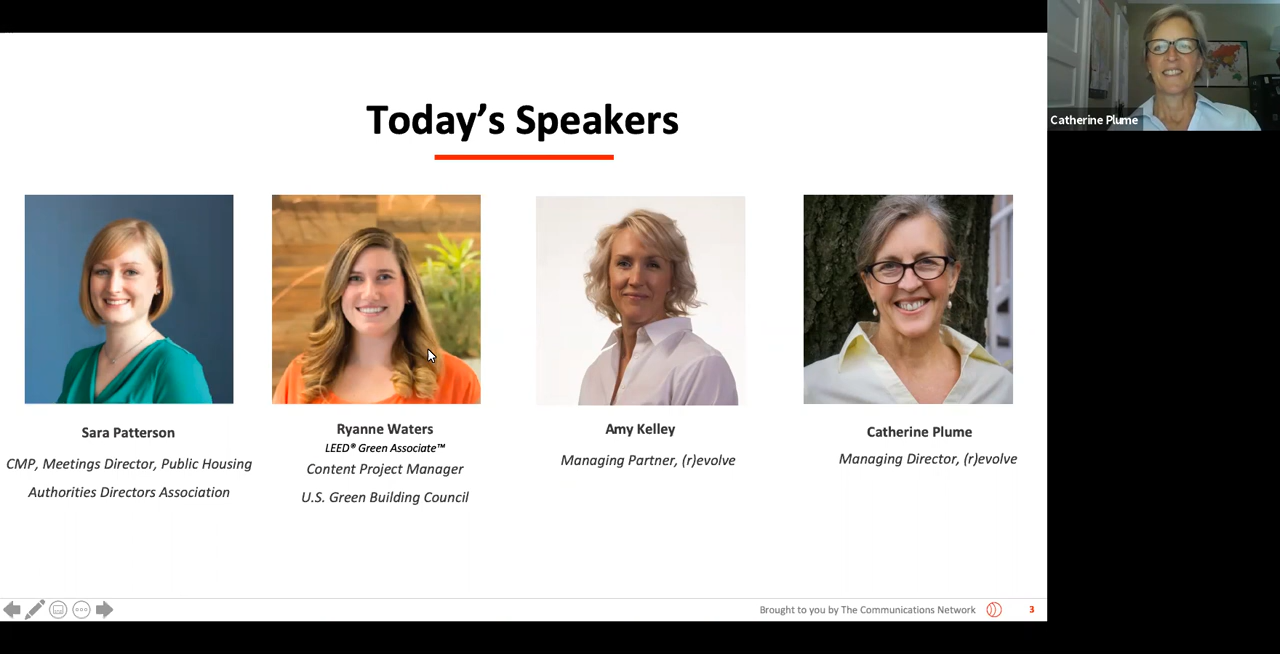 Today's Speakers
Catherine Plume
Sara Patterson
CMP, Meetings Director, Public Housing
Authorities Directors Association
Ryanne Waters
LEED® Green Associate™
Content Project Manager
U.S. Green Building Council
Amy Kelley
Managing Partner, (r)evolve
Catherine Plume
Managing Director, (r)evolve
Brought to you by The Communications Network
3